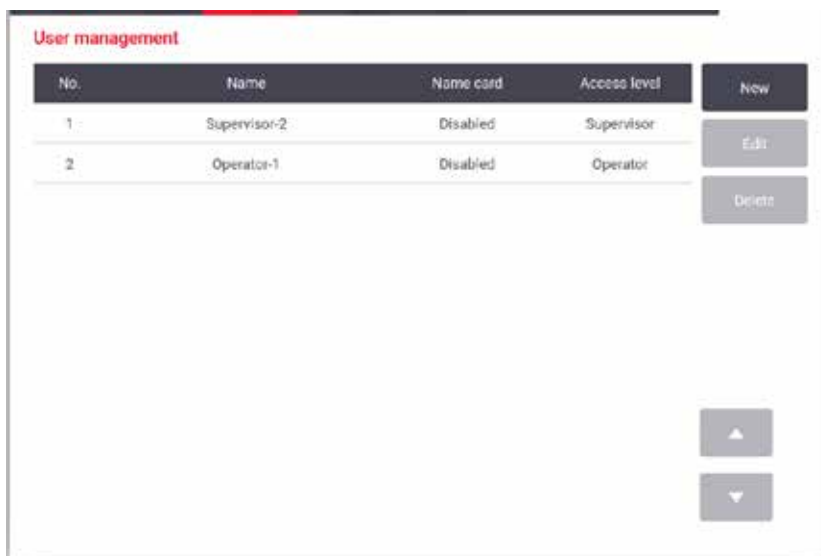 User management
No. Name Name card Access level New
1 Supervisor-2 Disabled Supervisor
Edit
2 Operator-1 Disabled Operator
Delete